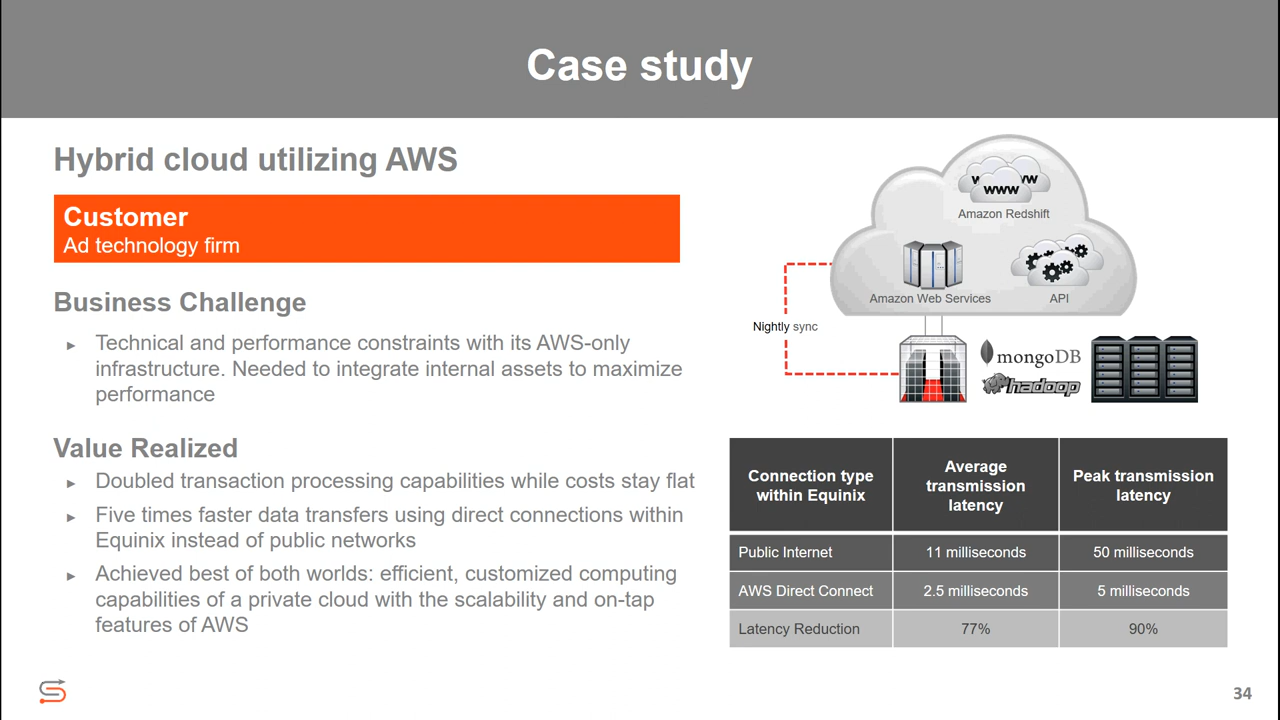 Case study
Hybrid cloud utilizing AWS
Customer
Ad technology firm
Business Challenge
► Technical and performance constraints with its AWS-only
infrastructure. Needed to integrate internal assets to maximize
performance
Value Realized
► Doubled transaction processing capabilities while costs stay flat
► Five times faster data transfers using direct connections within
Equinix instead of public networks
► Achieved best of both worlds: efficient, customized computing
capabilities of a private cloud with the scalability and on-tap
features of AWS
WWW
Amazon Redshift
Amazon Web Services
API
Nightly sync
mongoDB
hadoop
Connection type
within Equinix
Average
transmission
latency
Peak transmission
latency
Public Internet 11 milliseconds 50 milliseconds
AWS Direct Connect 2.5 milliseconds 5 milliseconds
Latency Reduction 77% 90%
34